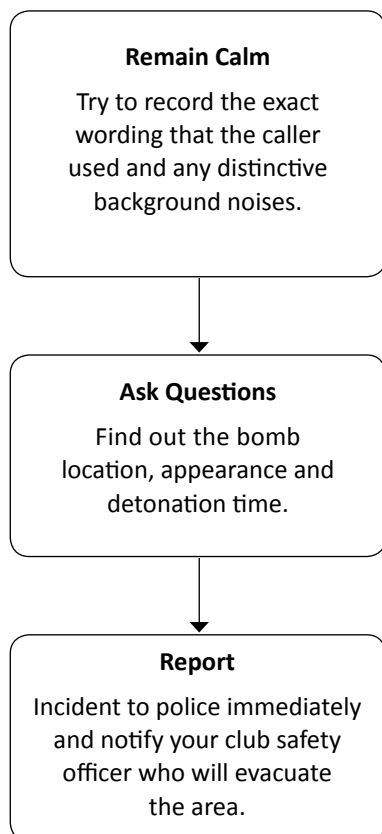 Remain Calm
Try to record the exact
wording that the caller
used and any distinctive
background noises.
Ask Questions
Find out the bomb
location, appearance and
detonation time.
Report
Incident to police immediately
and notify your club safety
officer who will evacuate
the area.